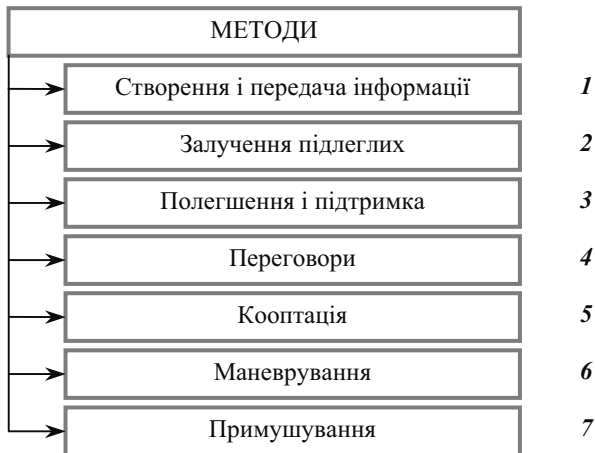 МЕТОДИ
Створення і передача інформації 1
Залучення підлеглих 2
Полегшення і підтримка 3
Переговори 4
Кооптація 5
Маневрування 6
Примушування 7